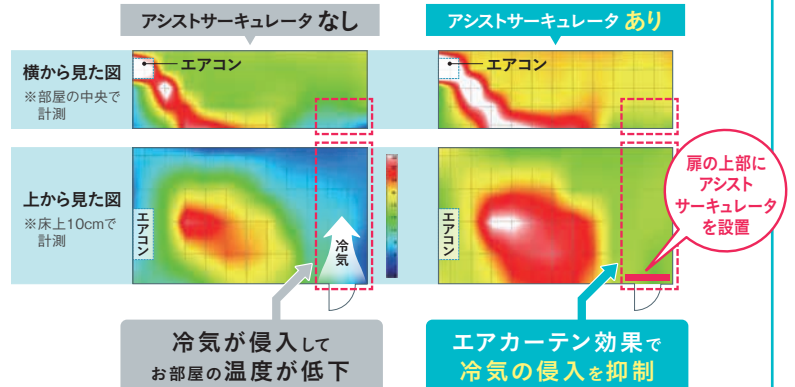 アシストサーキュレータ なし
アシストサーキュレータ あり
横から見た図
※部屋の中央で
計測
エアコン
エアコン
上から見た図
※床上10cmで
計測
エアコン
冷気
エアコン
扉の上部に
アシスト
サーキュレータ
を設置
冷気が侵入して
お部屋の温度が低下
エアカーテン効果で
冷気の侵入を抑制